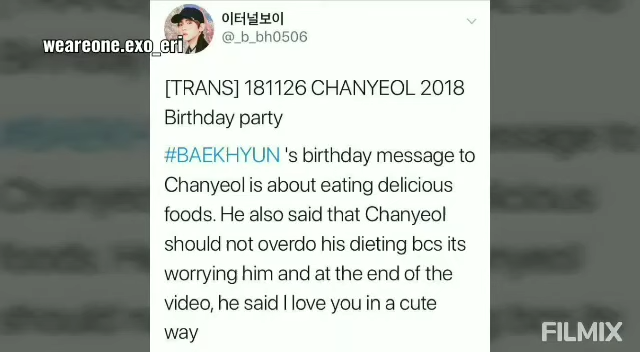 이터널보이
@_b_bh0506
weareone.exo_eri
[TRANS] 181126 CHANYEOL 2018
Birthday party
#BAEKHYUN 's birthday message to
Chanyeol is about eating delicious
foods. He also said that Chanyeol
should not overdo his dieting bcs its
worrying him and at the end of the
video, he said I love you in a cute
way
FILMIX